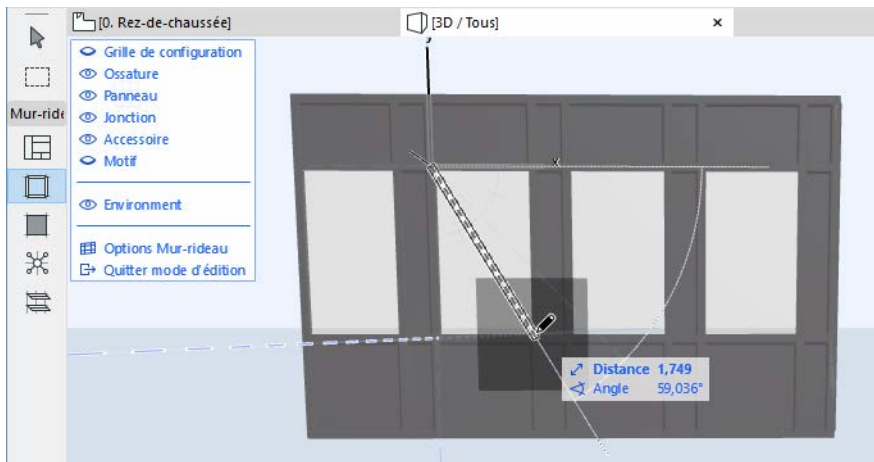 [0. Rez-de-chaussée]
[3D / Tous]
Grille de configuration
Ossature
Panneau
Mur-ride
Jonction
Accessoire
Motif
Environment
Options Mur-rideau
Quitter mode d'édition
x
Distance 1,749
Angle 59,036°